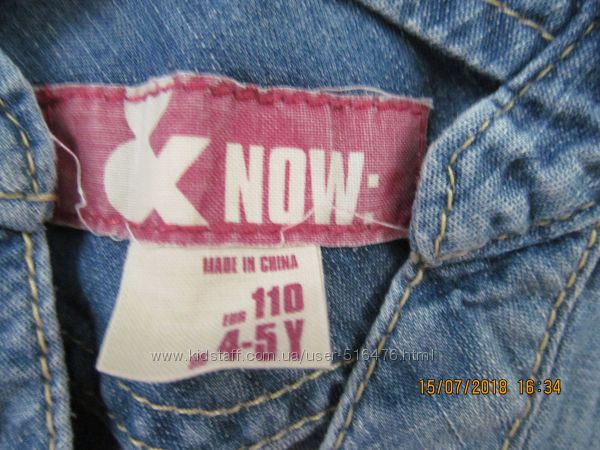 K NOW:
MADE IN CHINA
EUR 110
4-5 Y
www.kidstaff.com.ua/user-516476.html
15/07/2018 16:34